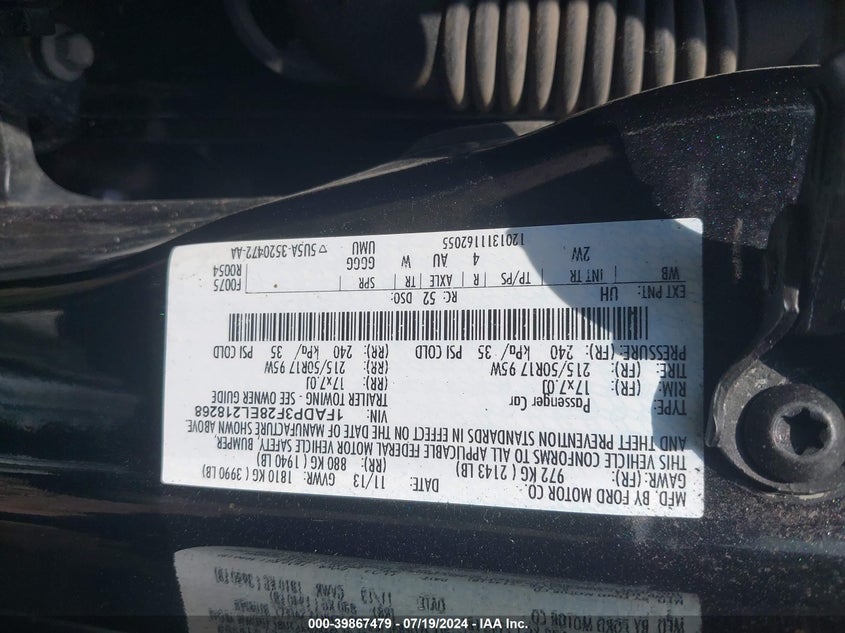 MFD. BY FORD MOTOR CO.
DATE: 11/13 GVWR: 1810 KG ( 3990 LB)
GAWR: (FR): 972 KG ( 2143 LB) (RR): 880 KG ( 1940 LB)
THIS VEHICLE CONFORMS TO ALL APPLICABLE FEDERAL MOTOR VEHICLE SAFETY, BUMPER,
AND THEFT PREVENTION STANDARDS IN EFFECT ON THE DATE OF MANUFACTURE SHOWN ABOVE
VIN: 1FADP3F28EL218268
TYPE: Passenger Car TRAILER TOWING - SEE OWNER GUIDE
RIM: (FR): 17x7.0J (RR): 17x7.0J
TIRE: (FR): 215/50R17 95W (RR): 215/50R17 95W
PRESSURE: (FR): 240 kPa/ 35 PSI COLD (RR): 240 kPa/ 35 PSI COLD
EXT PNT: UH RC: 52 DSO: F0075
WB INT TR TP/PS R AXLE TR SPR R0054
2W 4 AU W GGGG
UMU 5U5A-3520472-AA
120131116205​5
000-39867479 - 07/19/2024 - IAA Inc.